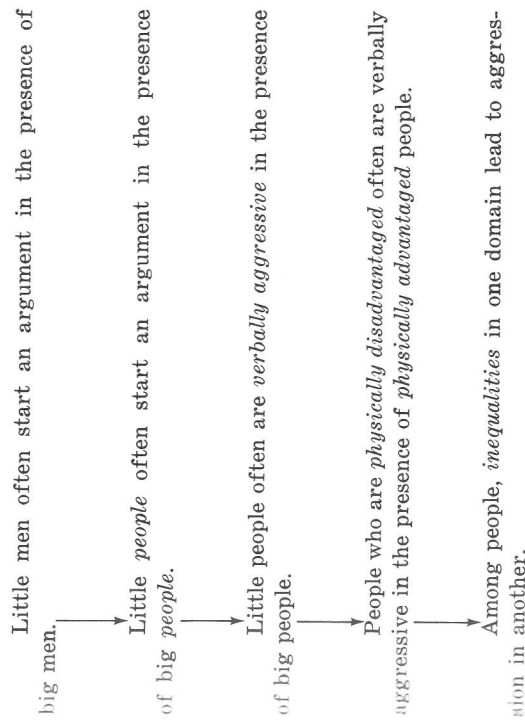 Little men often start an argument in the presence of
big men.
Little people often start an argument in the presence
of big people.
Little people often are verbally aggressive in the presence
of big people.
People who are physically disadvantaged often are verbally
aggressive in the presence of physically advantaged people.
Among people, inequalities in one domain lead to aggres-
sion in another.